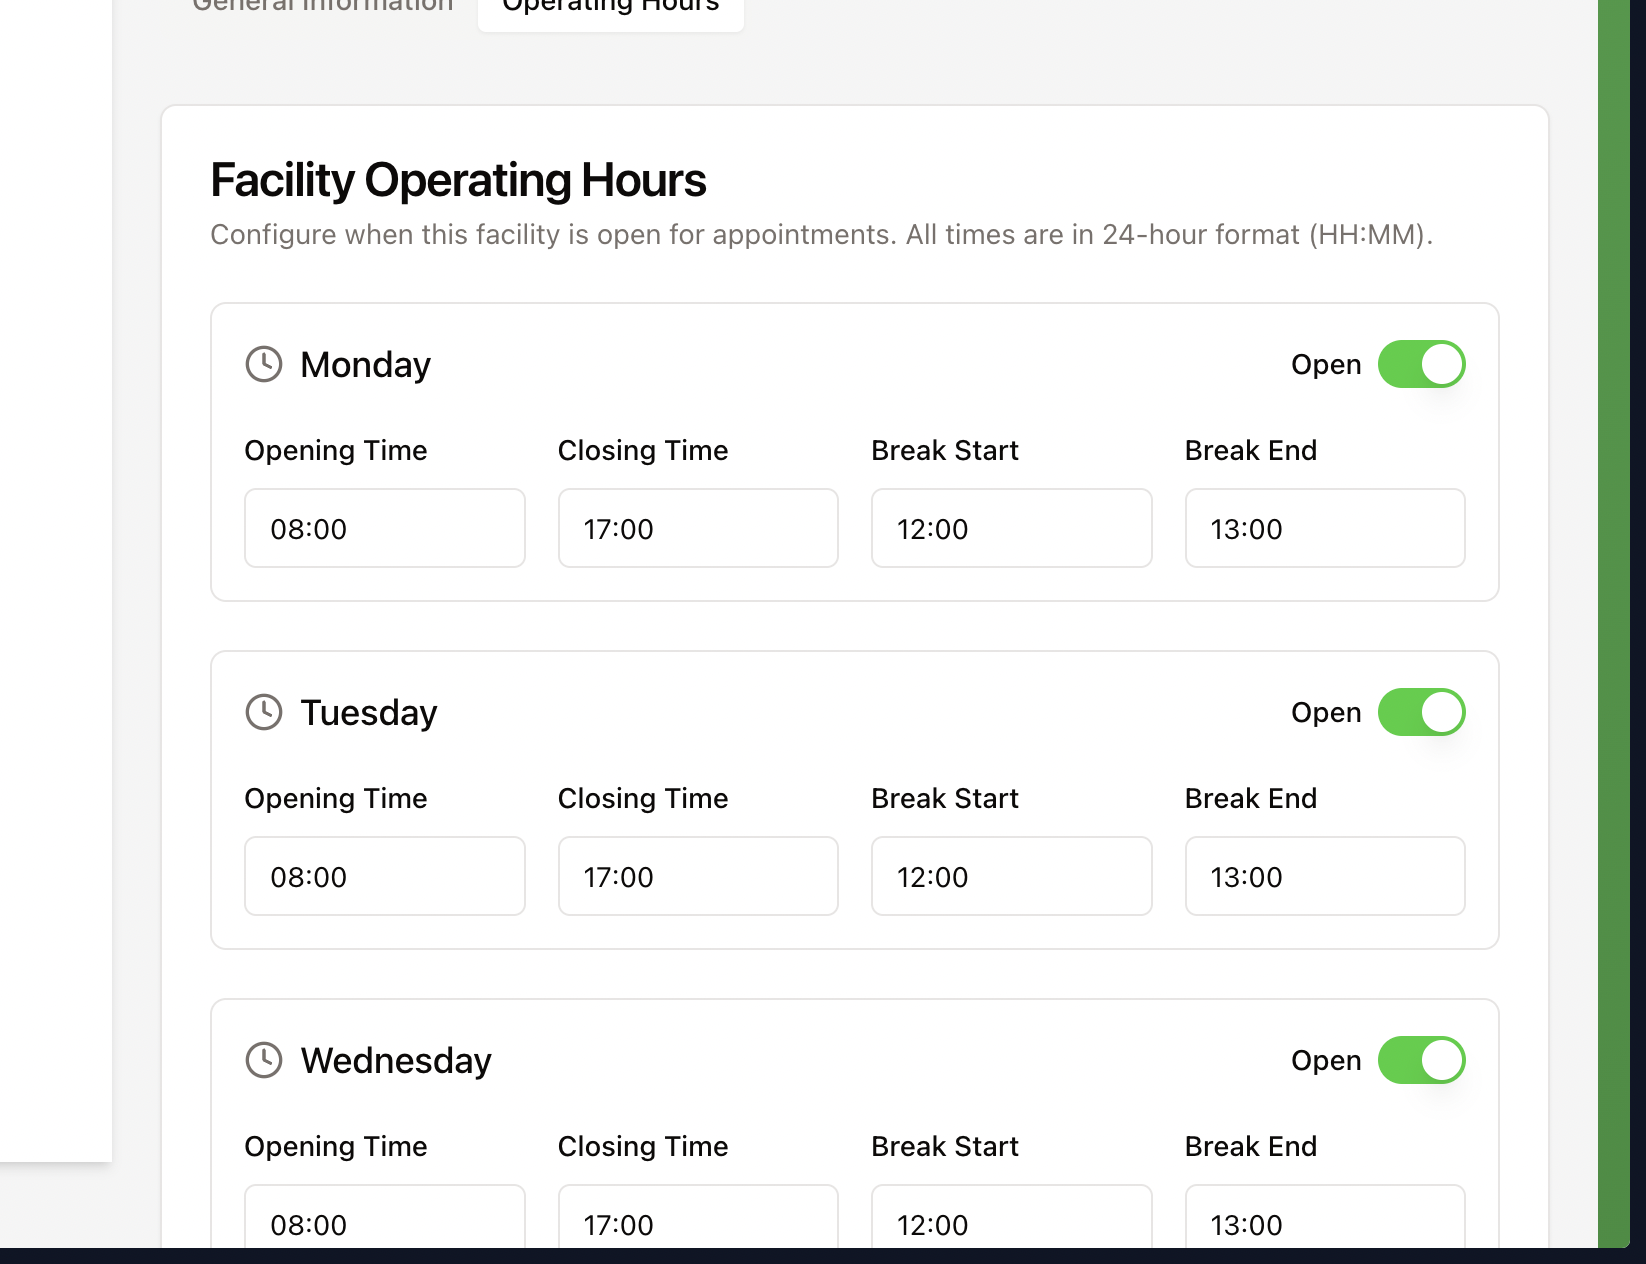 General Information Operating Hours
Facility Operating Hours
Configure when this facility is open for appointments. All times are in 24-hour format (HH:MM).
Monday Open
Opening Time Closing Time Break Start Break End
08:00 17:00 12:00 13:00
Tuesday Open
Opening Time Closing Time Break Start Break End
08:00 17:00 12:00 13:00
Wednesday Open
Opening Time Closing Time Break Start Break End
08:00 17:00 12:00 13:00